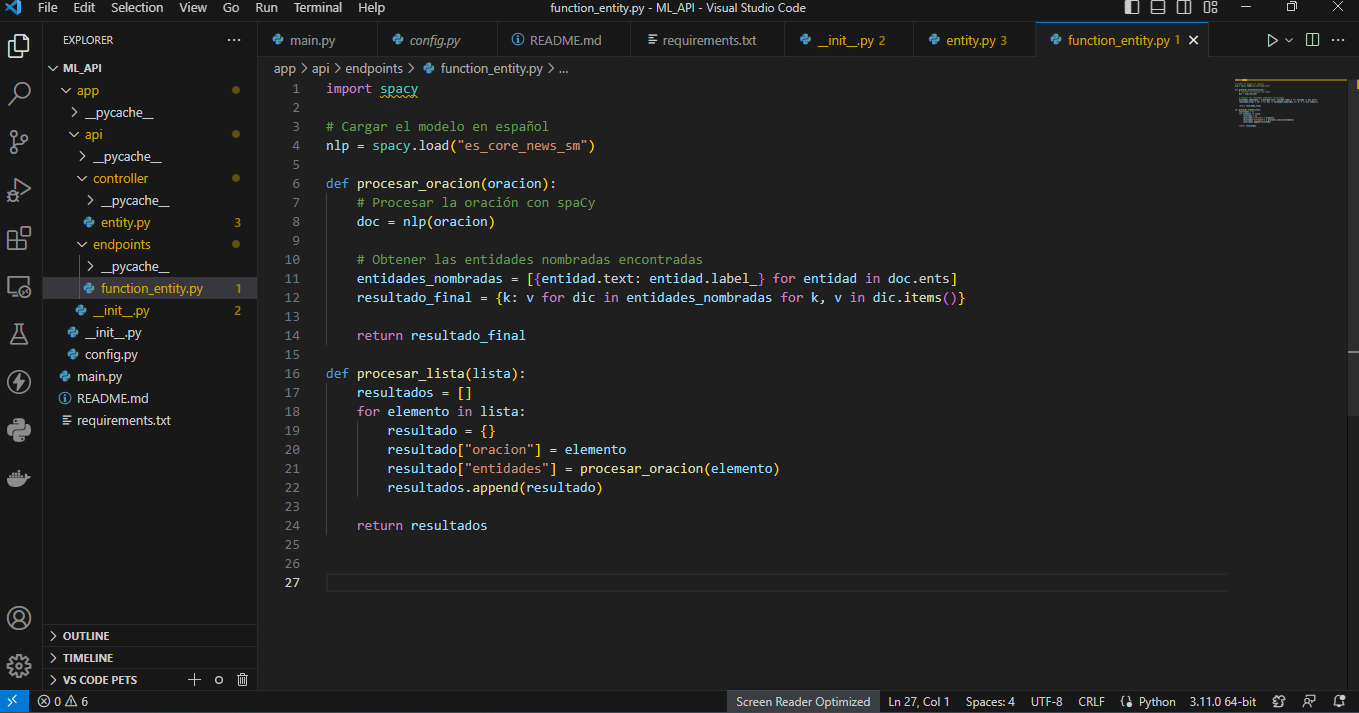 File Edit Selection View Go Run Terminal Help
function_entity.py - ML_API - Visual Studio Code
EXPLORER
ML_API
app
__pycache__
api
__pycache__
controller
__pycache__
entity.py 3
endpoints
__pycache__
function_entity.py 1
__init__.py 2
__init__.py
config.py
main.py
README.md
requirements.txt
OUTLINE
TIMELINE
VS CODE PETS
main.py config.py README.md requirements.txt __init__.py 2 entity.py 3 function_entity.py 1
app > api > endpoints > function_entity.py > ...
1 import spacy
2
3 # Cargar el modelo en español
4 nlp = spacy.load("es_core_news_sm")
5
6 def procesar_oracion(oracion):
7     # Procesar la oración con spaCy
8     doc = nlp(oracion)
9
10     # Obtener las entidades nombradas encontradas
11     entidades_nombradas = [{entidad.text: entidad.label_} for entidad in doc.ents]
12     resultado_final = {k: v for dic in entidades_nombradas for k, v in dic.items()}
13
14     return resultado_final
15
16 def procesar_lista(lista):
17     resultados = []
18     for elemento in lista:
19         resultado = {}
20         resultado["oracion"] = elemento
21         resultado["entidades"] = procesar_oracion(elemento)
22         resultados.append(resultado)
23
24     return resultados
25
26
27
0 6 Screen Reader Optimized Ln 27, Col 1 Spaces: 4 UTF-8 CRLF Python 3.11.0 64-bit